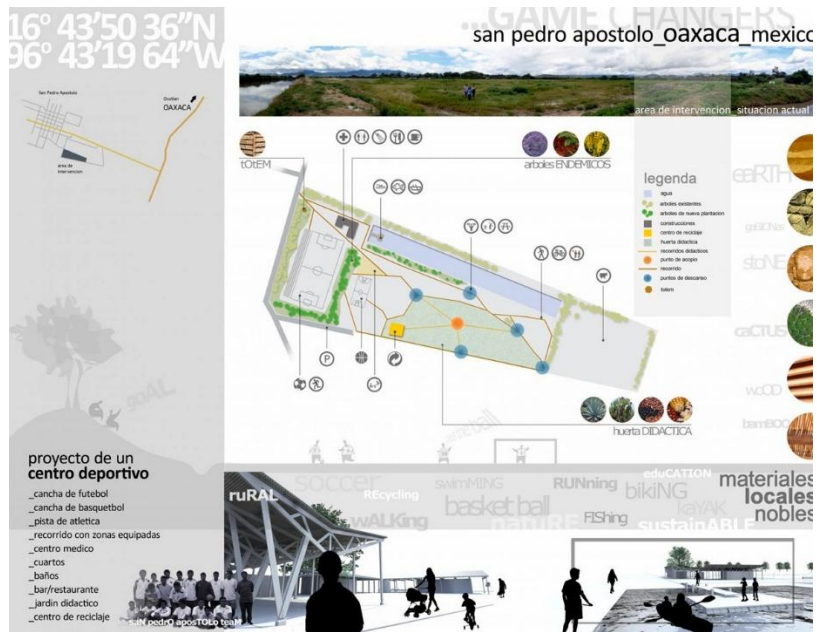 16º 43'50 36"N
96º 43'19 64"W
...GAME CHANGERS
san pedro apostolo_oaxaca_mexico
area de intervencion_situacion actual
San Pedro Apostolo
Ocotlan
OAXACA
area de
intervencion
tOtEM
arboles ENDEMICOS
legenda
agua
arboles existentes
arboles de nueva plantacion
construcciones
centro de reciclaje
huerta didactica
recorridos didacticos
punto de acopio
recorrido
puntos de descanso
totem
eaRTH
gabIONes
stoNE
caCTUS
woOD
bamBOO
P
huerta DIDACTICA
goAL
ball
proyecto de un
centro deportivo
_cancha de futebol
_cancha de basquetbol
_pista de atletica
_recorrido con zonas equipadas
_centro medico
_cuartos
_baños
_bar/restaurante
_jardin didactico
_centro de reciclaje
saN pedrO aposTOLo teaM
ruRAL
soccer
REcycling
wALKing
swimMING
basket ball
natuRE
RUNning
FIShing
eduCATION
bikiNG
kaYAK
sustainABLE
materiales
locales
nobles